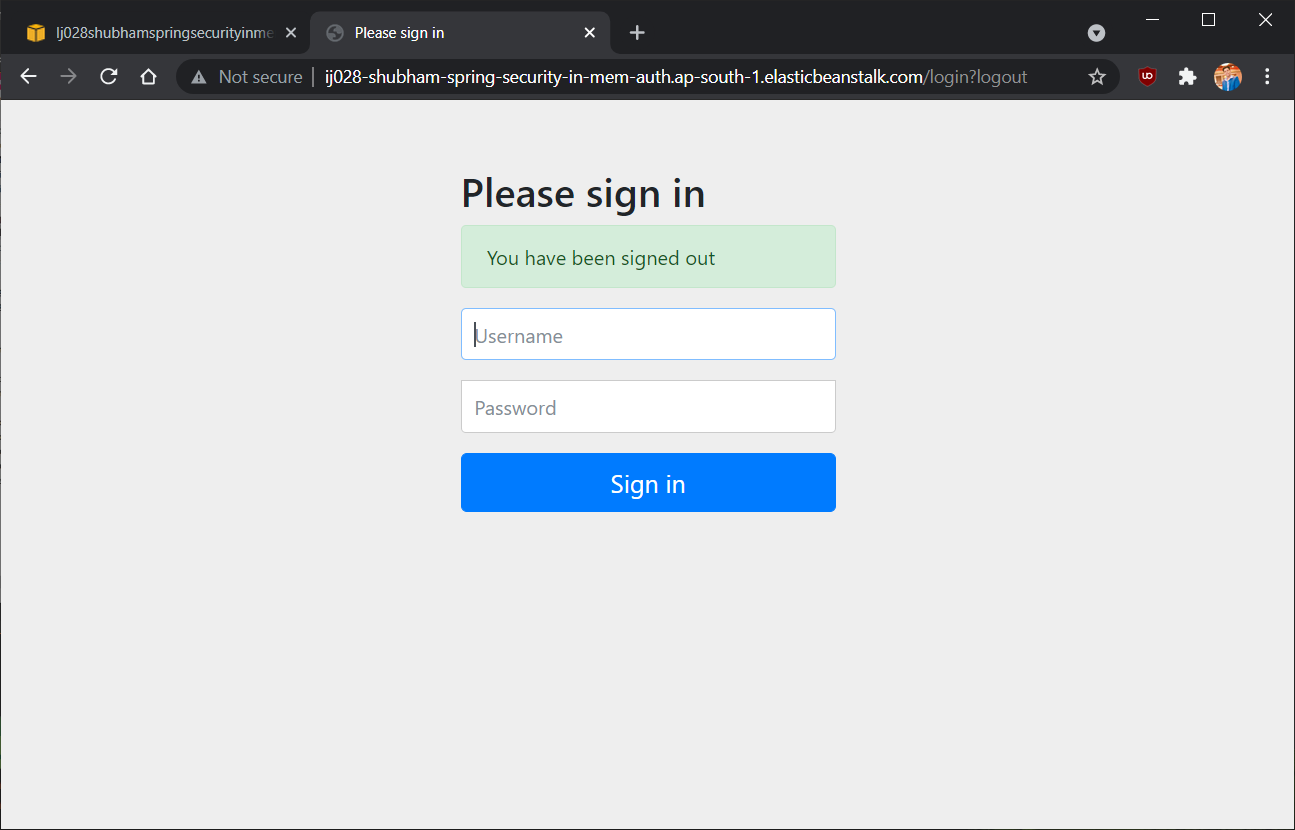 Ij028shubhamspringsecurityinme
Please sign in
Not secure | ij028-shubham-spring-security-in-mem-auth.ap-south-1.elasticbeanstalk.com/login?logout
Please sign in
You have been signed out
Username
Password
Sign in